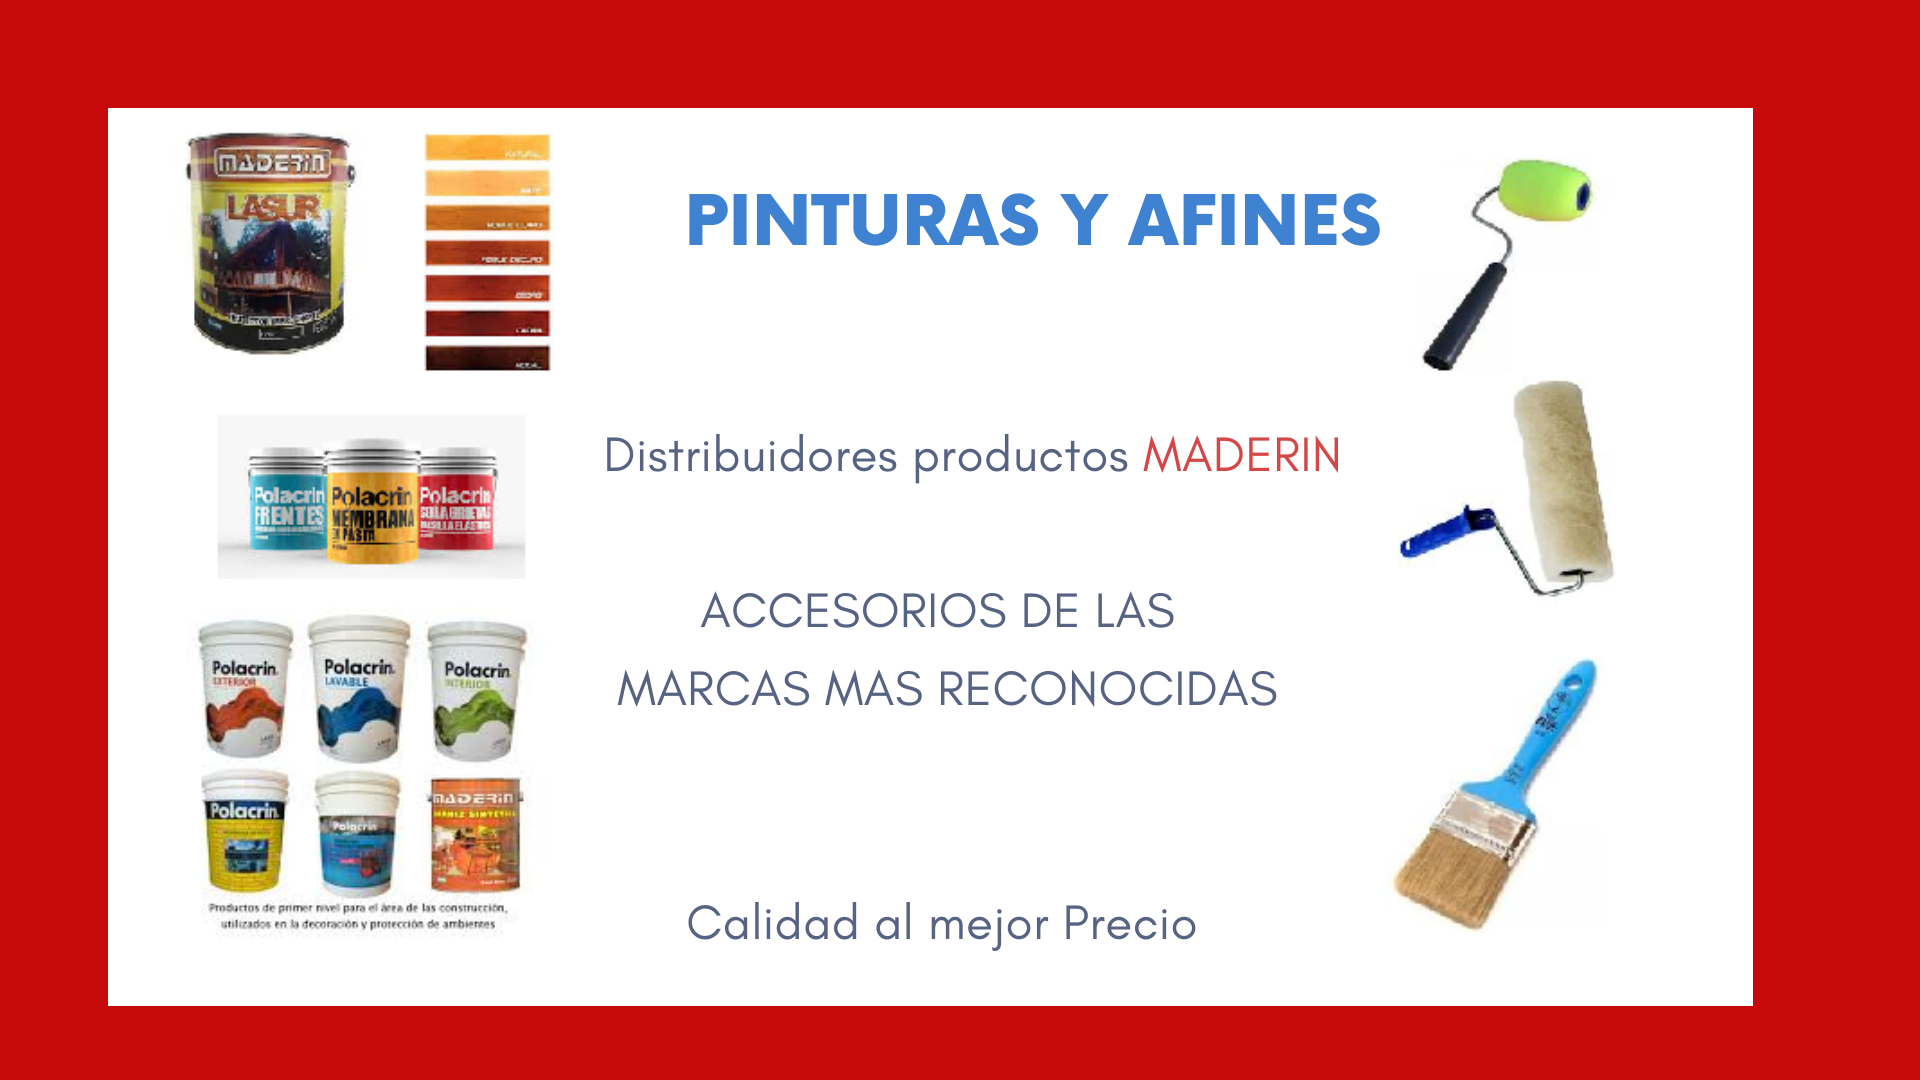 MADERIN
LASUR
PINTURAS Y AFINES
Distribuidores productos MADERIN
Polacrin
FRENTES
Polacrin
MEMBRANA
EN PASTA
Polacrin
ACCESORIOS DE LAS
MARCAS MAS RECONOCIDAS
Polacrin
EXTERIOR
Polacrin
LAVABLE
Polacrin
INTERIOR
Polacrin
Polacrin
MADERIN
Productos de primer nivel para el área de las construcción,
utilizados en la decoración y protección de ambientes
Calidad al mejor Precio